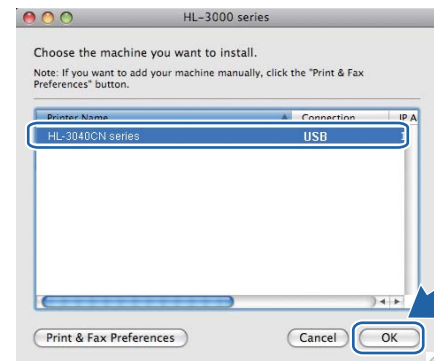 HL-3000 series
Choose the machine you want to install.
Note: If you want to add your machine manually, click the "Print & Fax
Preferences" button.
Printer Name Connection IP A
HL-3040CN series USB
Print & Fax Preferences Cancel OK